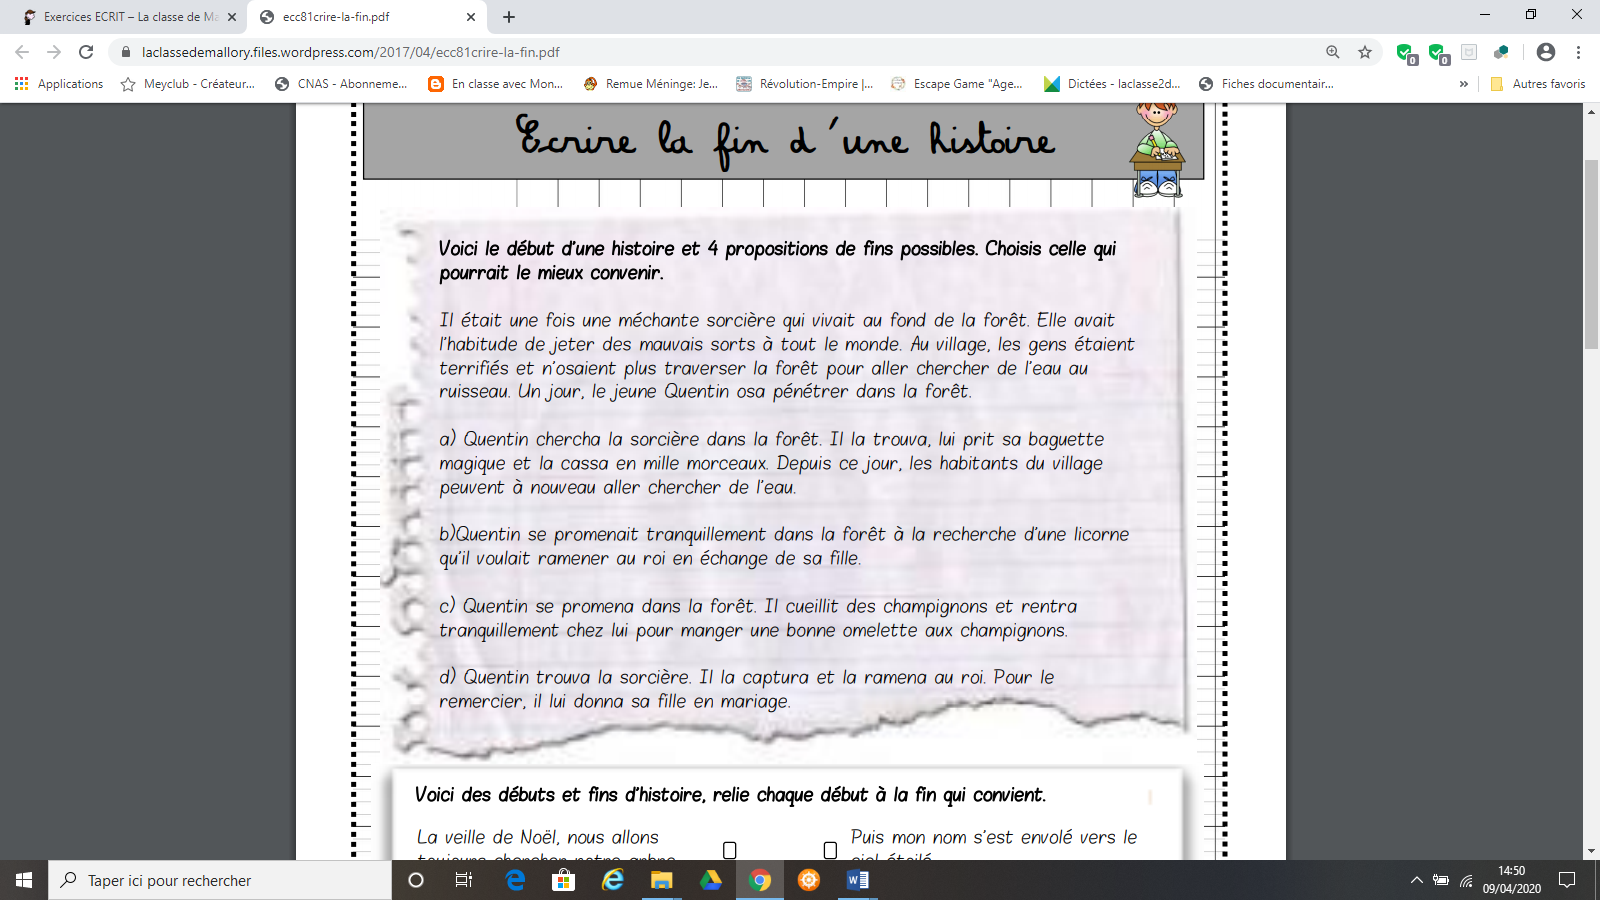 Exercices ECRIT – La classe de Ma
ecc81crire-la-fin.pdf
laclassedemallory.files.wordpress.com/2017/04/ecc81crire-la-fin.pdf
0
0
Applications
Meyclub - Créateur...
CNAS - Abonneme...
En classe avec Mon...
Remue Méninge: Je...
Révolution-Empire |...
Escape Game "Age...
Dictées - laclasse2d...
Fiches documentair...
»
Autres favoris
Ecrire la fin d'une histoire
Voici le début d'une histoire et 4 propositions de fins possibles. Choisis celle qui
pourrait le mieux convenir.
Il était une fois une méchante sorcière qui vivait au fond de la forêt. Elle avait
l'habitude de jeter des mauvais sorts à tout le monde. Au village, les gens étaient
terrifiés et n'osaient plus traverser la forêt pour aller chercher de l'eau au
ruisseau. Un jour, le jeune Quentin osa pénétrer dans la forêt.
a) Quentin chercha la sorcière dans la forêt. Il la trouva, lui prit sa baguette
magique et la cassa en mille morceaux. Depuis ce jour, les habitants du village
peuvent à nouveau aller chercher de l'eau.
b)Quentin se promenait tranquillement dans la forêt à la recherche d'une licorne
qu'il voulait ramener au roi en échange de sa fille.
c) Quentin se promena dans la forêt. Il cueillit des champignons et rentra
tranquillement chez lui pour manger une bonne omelette aux champignons.
d) Quentin trouva la sorcière. Il la captura et la ramena au roi. Pour le
remercier, il lui donna sa fille en mariage.
Voici des débuts et fins d'histoire, relie chaque début à la fin qui convient.
La veille de Noël, nous allons
toujours chercher notre arbre
Puis mon nom s'est envolé vers le
ciel étoilé
Taper ici pour rechercher
14:50
09/04/2020